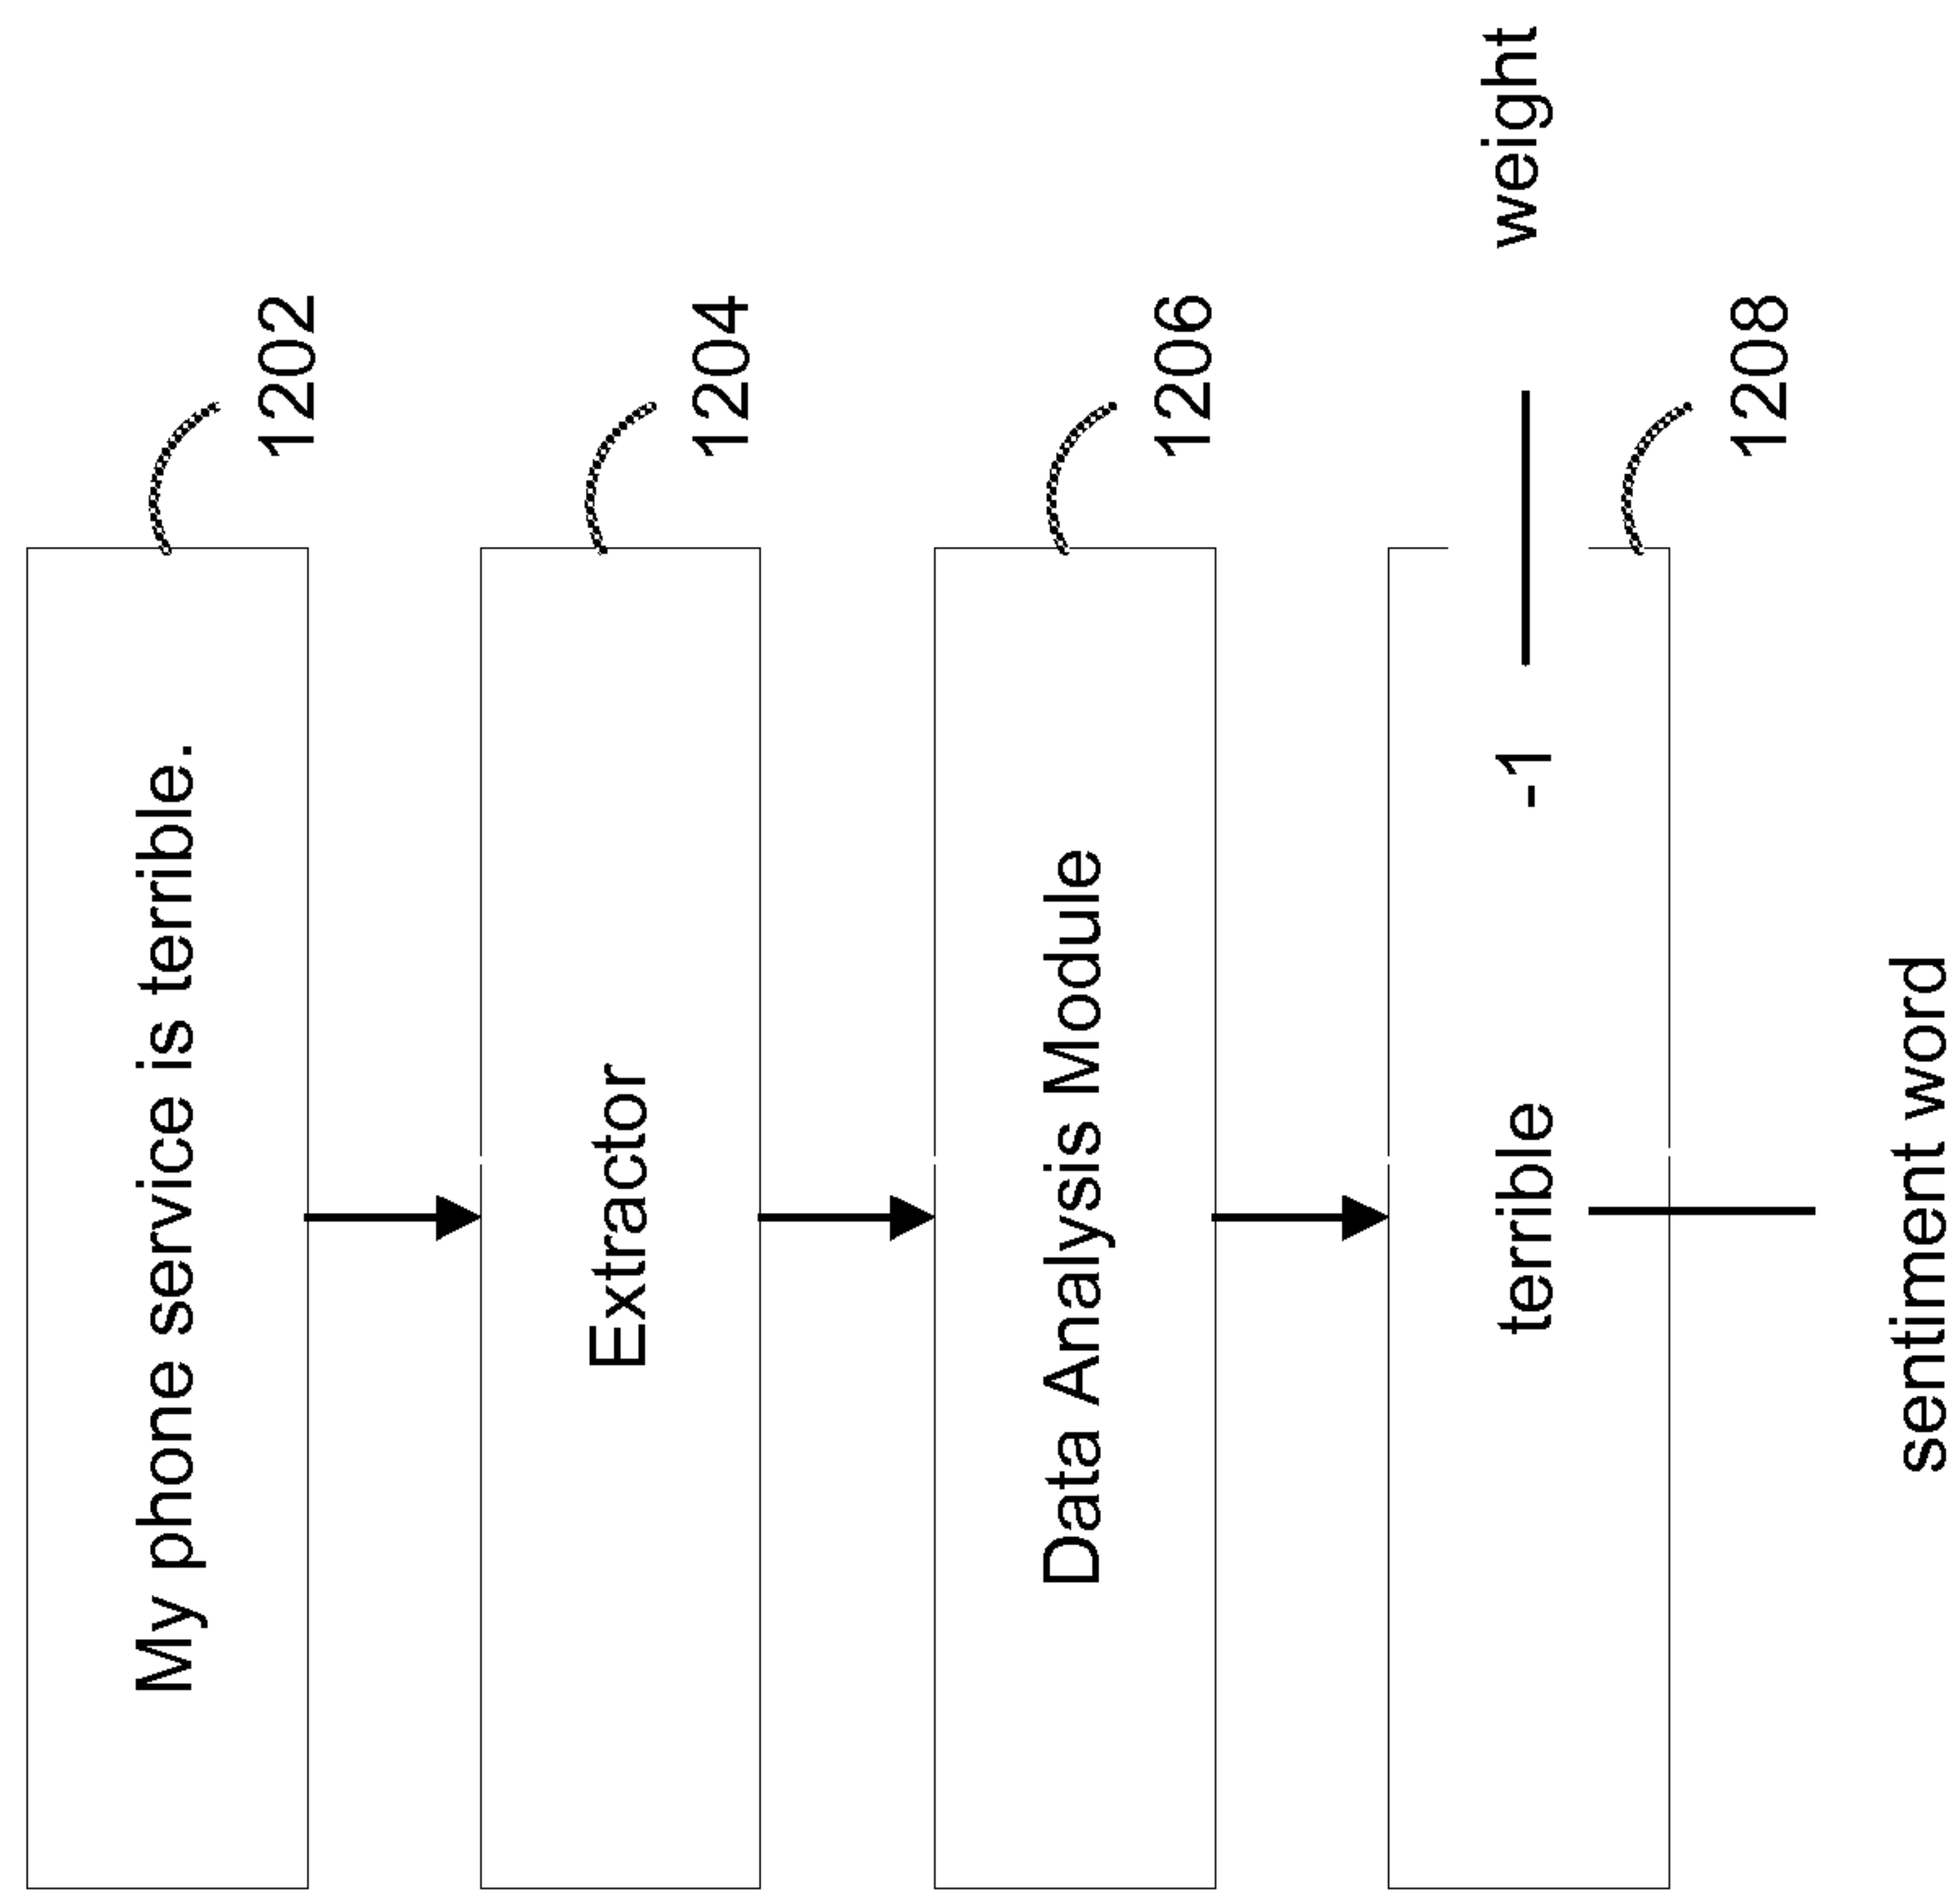 My phone service is terrible.
1202
Extractor
1204
Data Analysis Module
1206
terrible -1 weight
1208
sentiment word